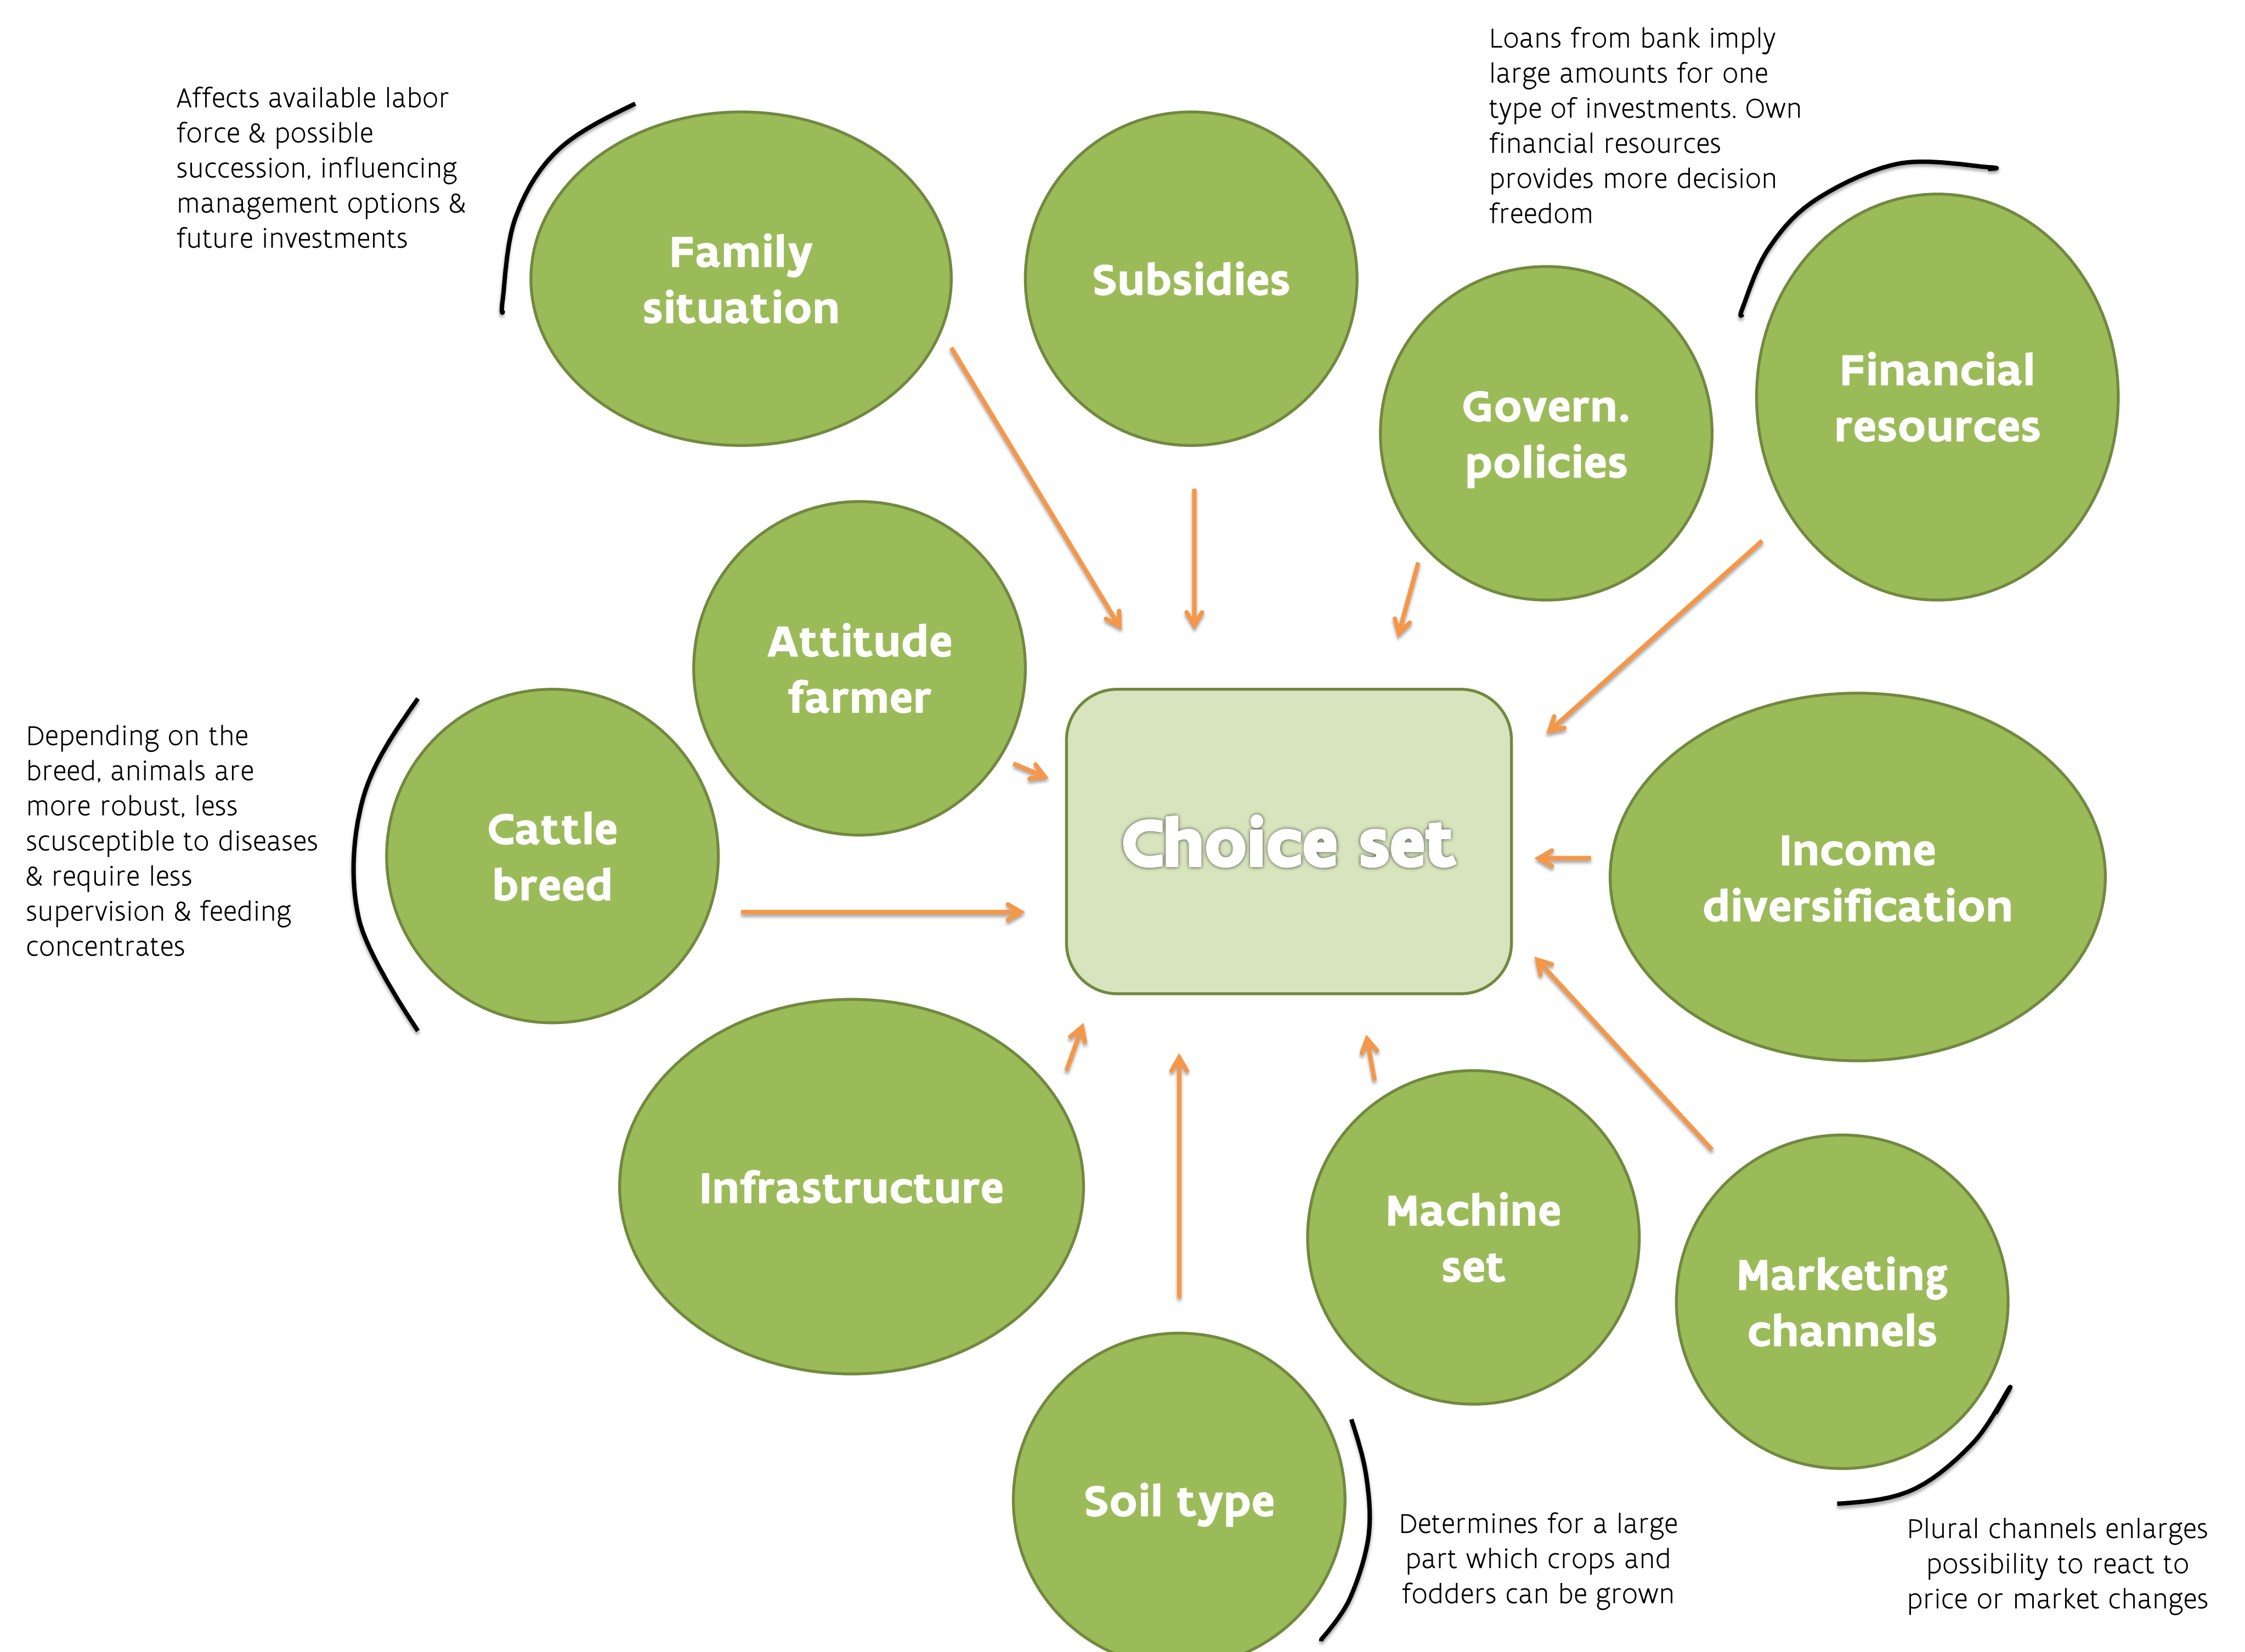 Loans from bank imply
large amounts for one
type of investments. Own
financial resources
provides more decision
freedom
Affects available labor
force & possible
succession, influencing
management options &
future investments
Family
situation
Subsidies
Govern.
policies
Financial
resources
Attitude
farmer
Depending on the
breed, animals are
more robust, less
scusceptible to diseases
& require less
supervision & feeding
concentrates
Cattle
breed
Choice set
Income
diversification
Infrastructure
Machine
set
Marketing
channels
Soil type
Determines for a large
part which crops and
fodders can be grown
Plural channels enlarges
possibility to react to
price or market changes